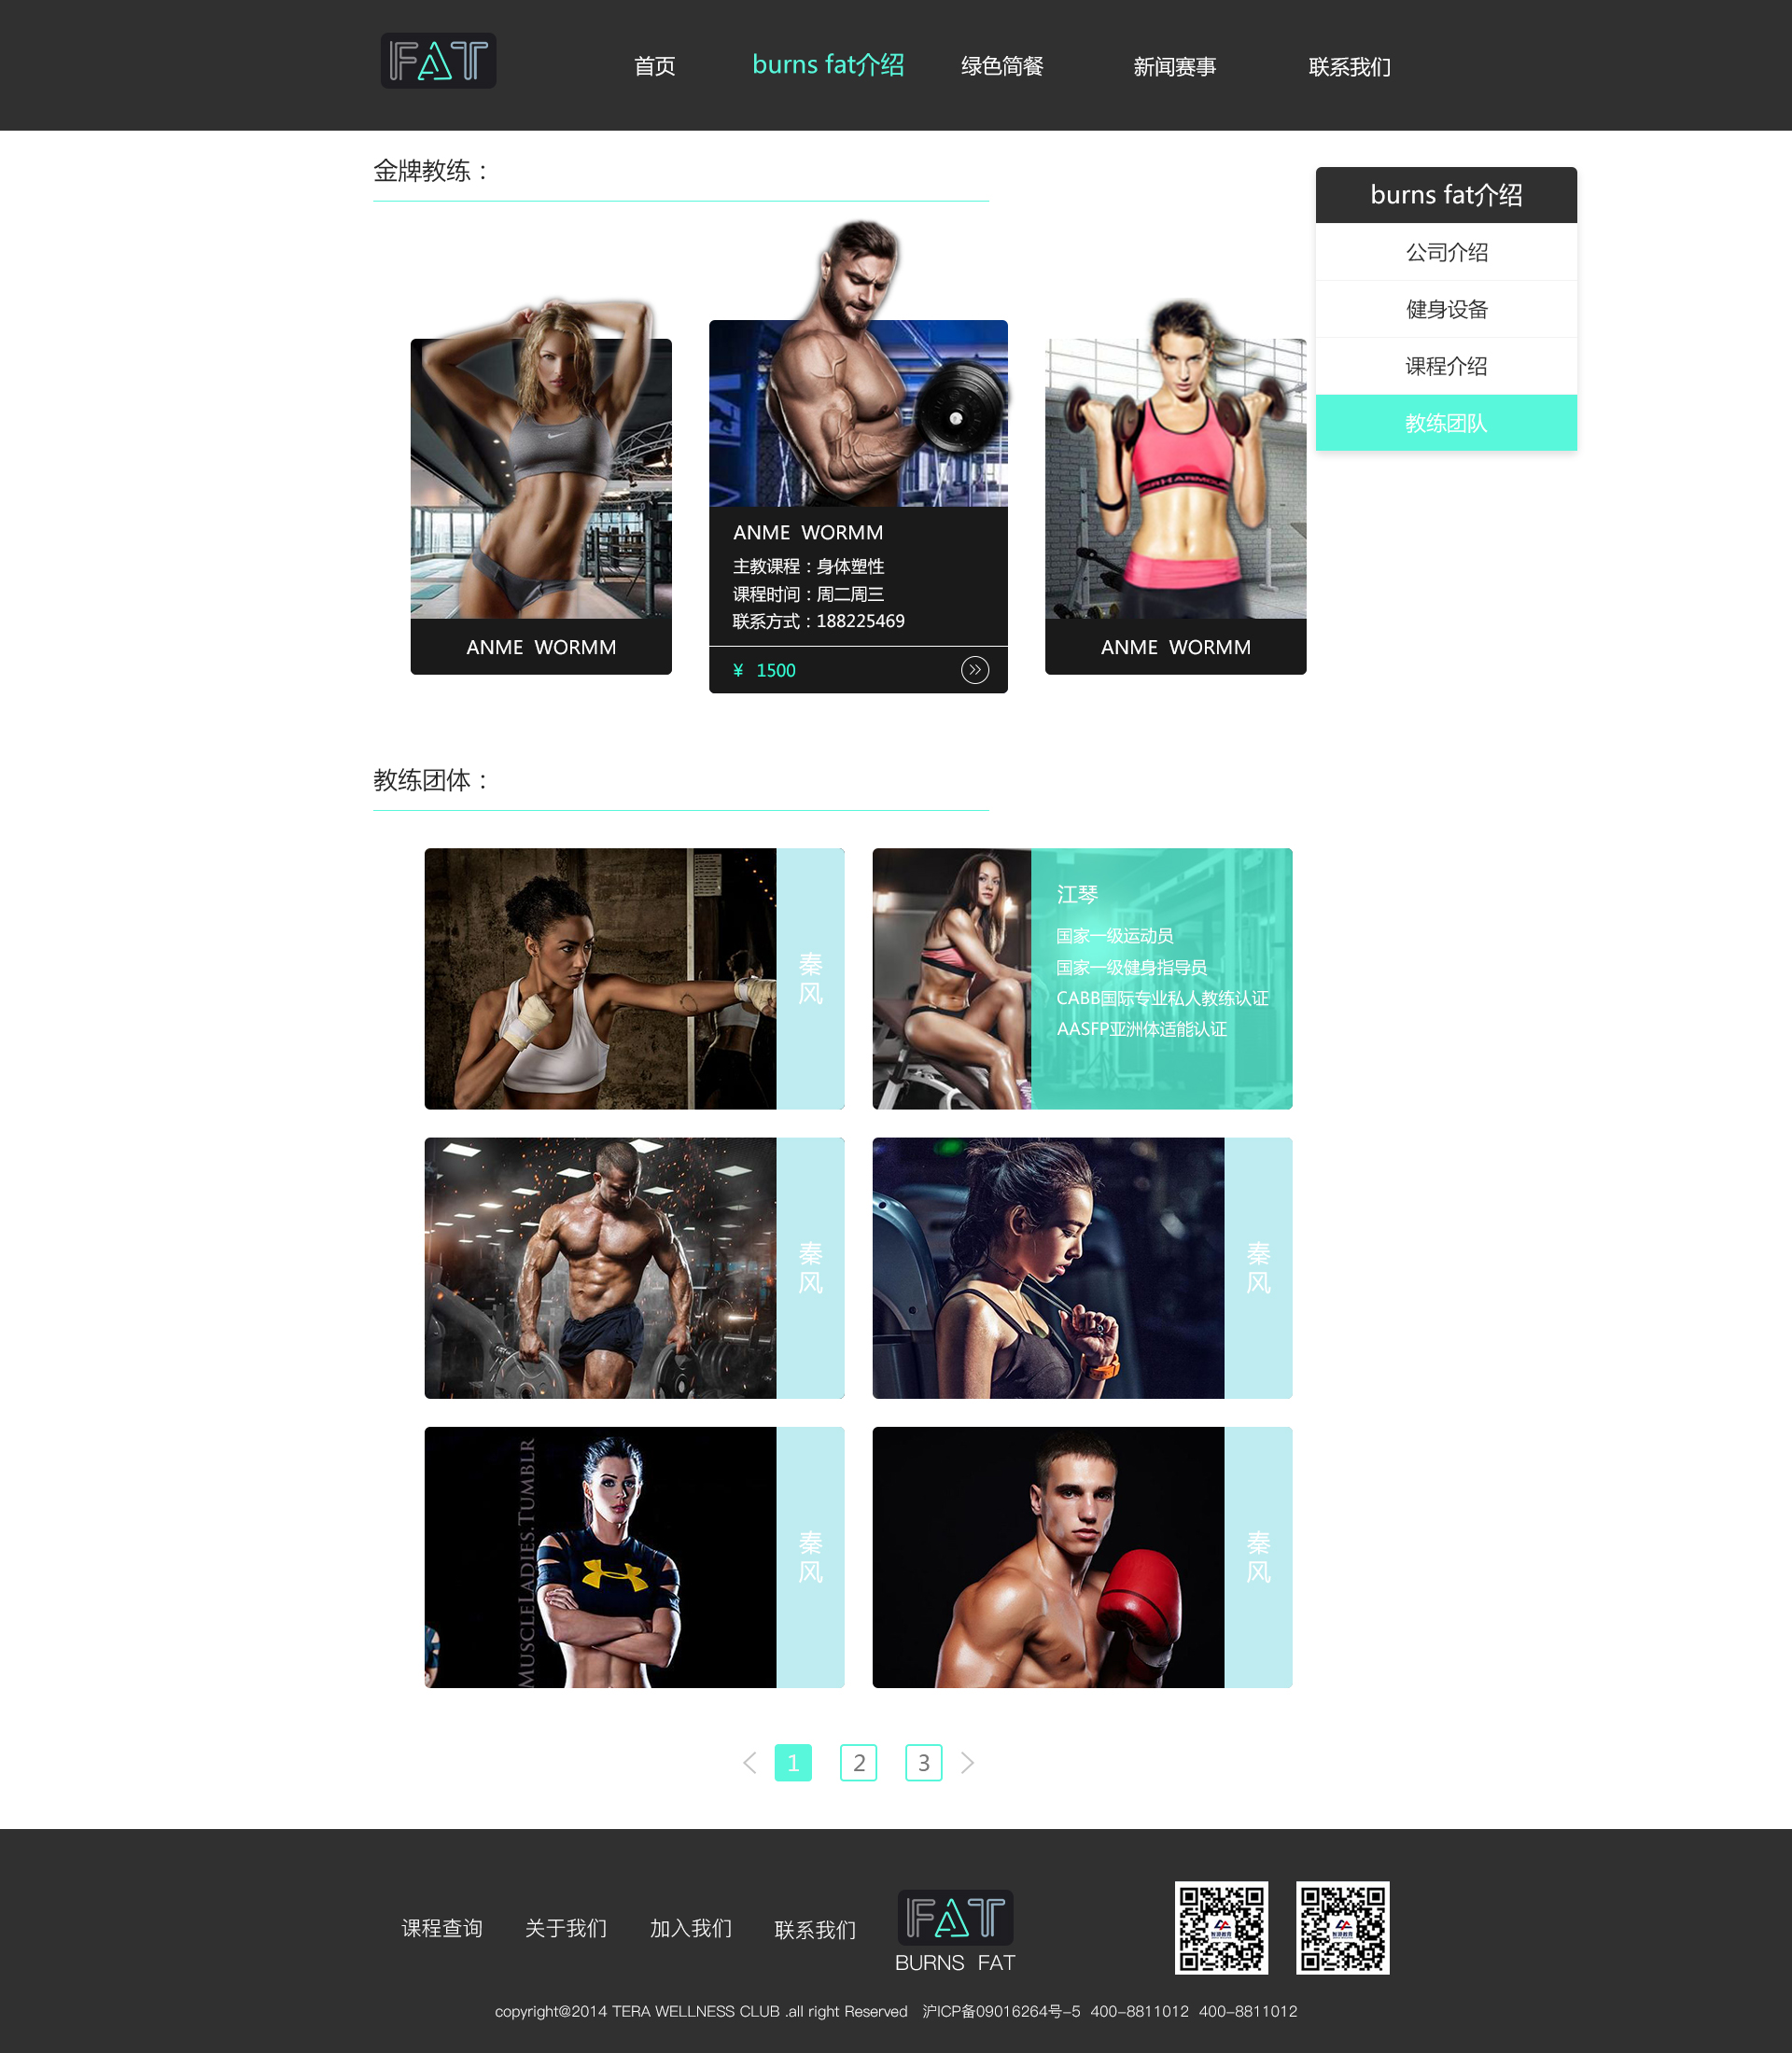 FAT
首页
burns fat介绍
绿色简餐
新闻赛事
联系我们
金牌教练：
burns fat介绍
公司介绍
健身设备
课程介绍
教练团队
ANME WORMM
ANME WORMM
主教课程：身体塑性
课程时间：周二周三
联系方式：188225469
¥ 1500
ANME WORMM
教练团体：
秦风
江琴
国家一级运动员
国家一级健身指导员
CABB国际专业私人教练认证
AASFP亚洲体适能认证
秦风
秦风
MUSCLELADIES.TUMBLR
秦风
秦风
1
2
3
课程查询
关于我们
加入我们
联系我们
FAT
BURNS FAT
copyright@2014 TERA WELLNESS CLUB .all right Reserved 沪ICP备09016264号-5 400-8811012 400-8811012